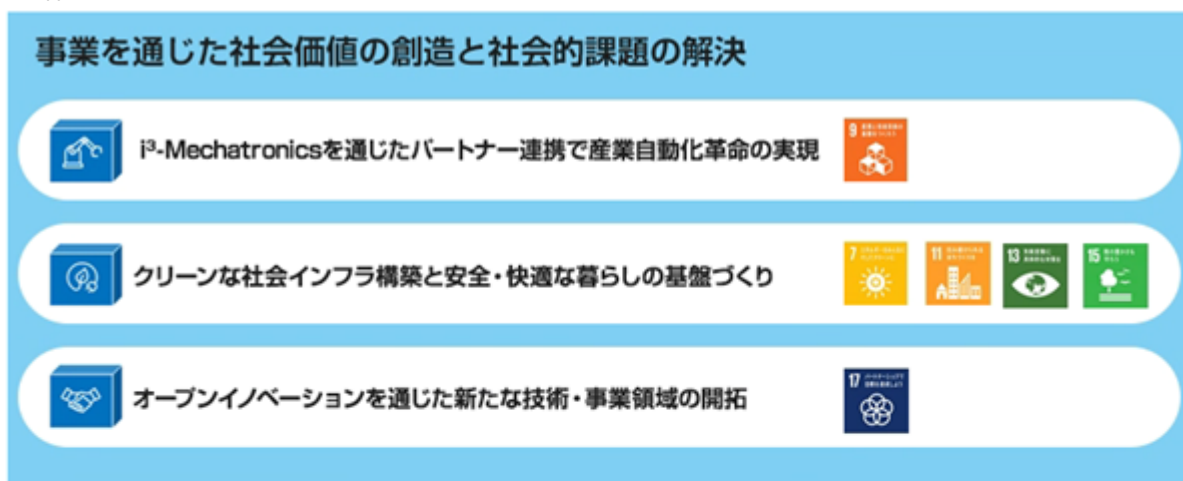 事業を通じた社会価値の創造と社会的課題の解決
i³-Mechatronicsを通じたパートナー連携で産業自動化革命の実現
9
クリーンな社会インフラ構築と安全・快適な暮らしの基盤づくり
7
11
13
15
オープンイノベーションを通じた新たな技術・事業領域の開拓
17